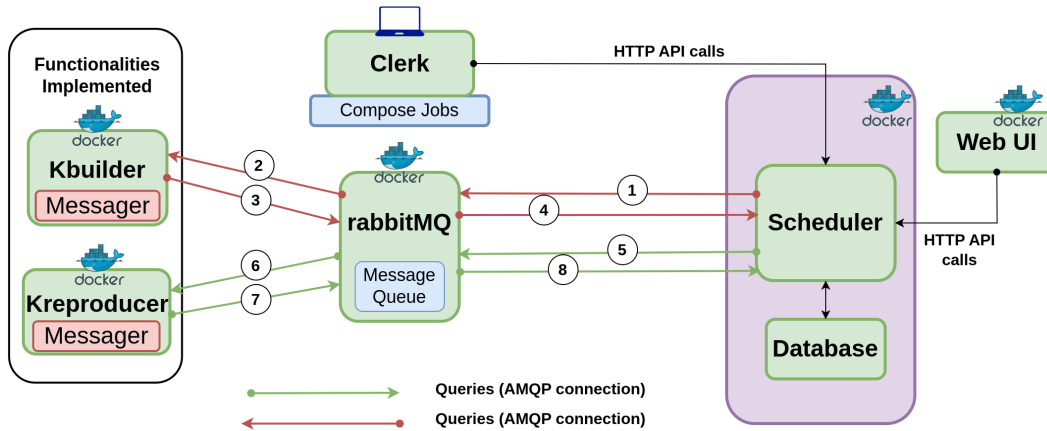 Functionalities
Implemented
docker
Kbuilder
Messager
docker
Kreproducer
Messager
Clerk
Compose Jobs
HTTP API calls
docker
rabbitMQ
Message
Queue
2
3
6
7
1
4
5
8
docker
Scheduler
Database
docker
Web UI
HTTP API
calls
Queries (AMQP connection)
Queries (AMQP connection)